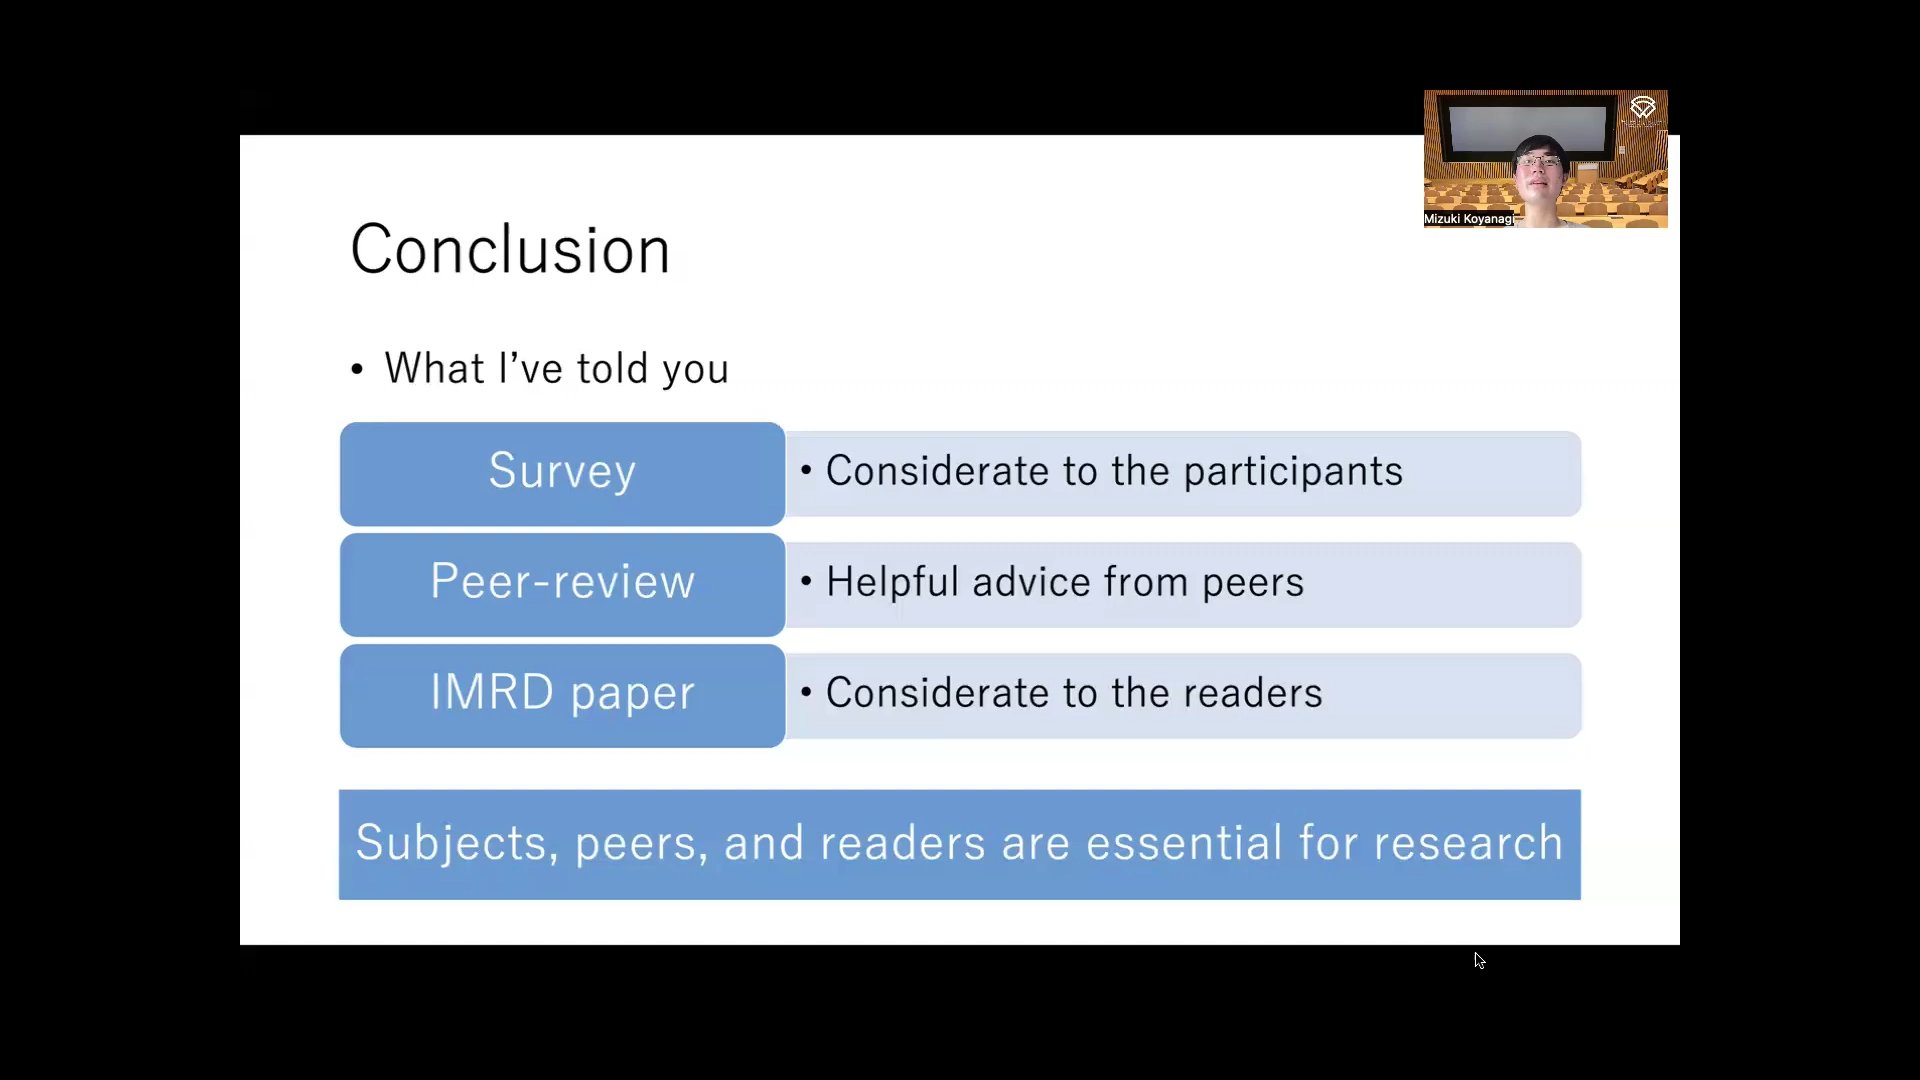 Mizuki Koyanagi
Conclusion
• What I’ve told you
Survey
• Considerate to the participants
Peer-review
• Helpful advice from peers
IMRD paper
• Considerate to the readers
Subjects, peers, and readers are essential for research